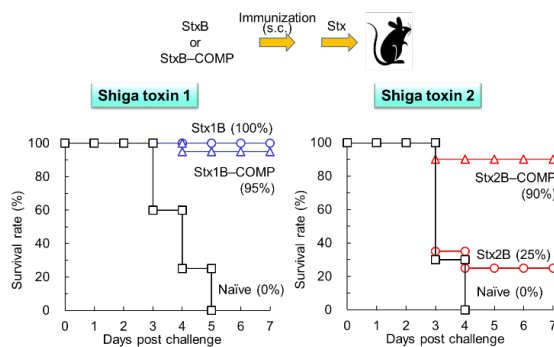 StxB
or
StxB–COMP
Immunization
(s.c.)
Stx
Shiga toxin 1
Shiga toxin 2
Survival rate (%)
100
80
60
40
20
0
Stx1B (100%)
Stx1B–COMP
(95%)
Naïve (0%)
0 1 2 3 4 5 6 7
Days post challenge
Survival rate (%)
100
80
60
40
20
0
Stx2B–COMP
(90%)
Stx2B (25%)
Naïve (0%)
0 1 2 3 4 5 6 7
Days post challenge